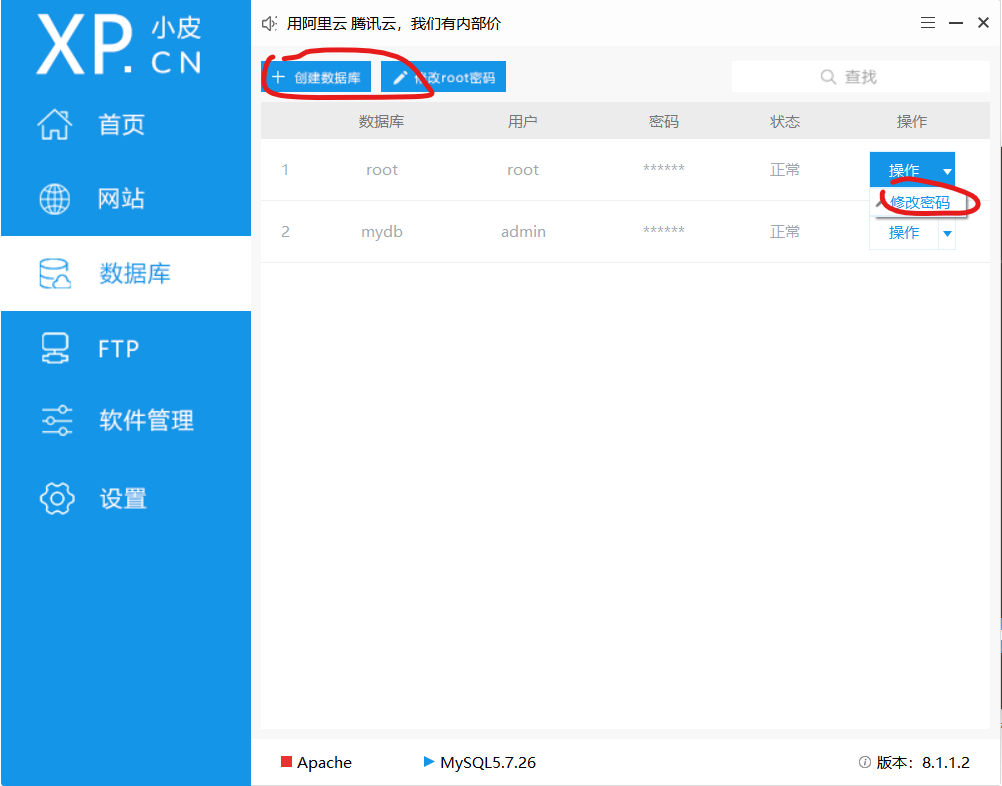 用阿里云 腾讯云，我们有内部价
XP.CN 小皮
首页
网站
数据库
FTP
软件管理
设置
创建数据库 修改root密码 查找
数据库 用户 密码 状态 操作
1 root root ****** 正常 操作
修改密码
2 mydb admin ****** 正常 操作
Apache MySQL5.7.26 版本：8.1.1.2